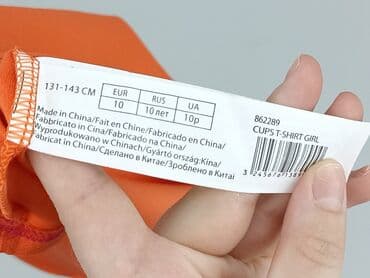 131-143 CM
EUR RUS UA
10 10 лет 10р
Made in China/Fait en Chine/Fabricado en China/
Fabbricato in Cina/Fabricado na China/
Wyprodukowano w Chinach/Gyártó ország:Kína/
Fabricat în China/Сделано в Китае/Зроблено в Китаї
862289
CUPS T-SHIRT GIRL